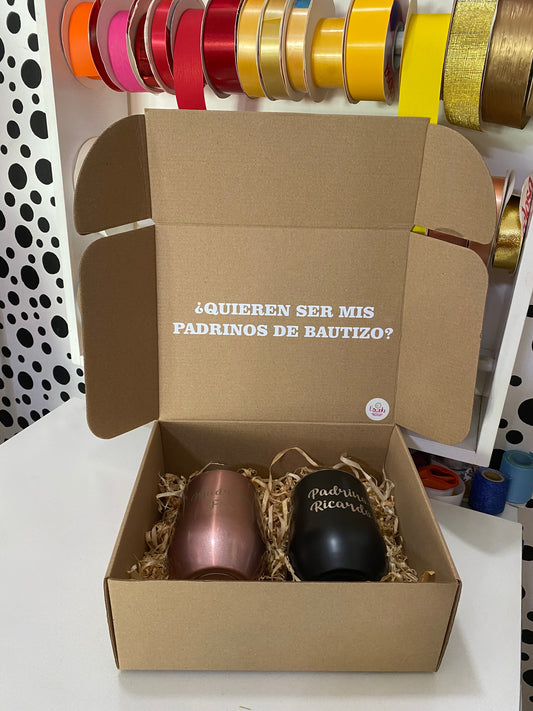 ¿QUIEREN SER MIS
PADRINOS DE BAUTIZO?
Padrino
Ricardo